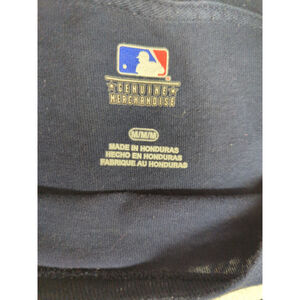 GENUINE
MERCHANDISE
M/M/M
MADE IN HONDURAS
HECHO EN HONDURAS
FABRIQUE AU HONDURAS